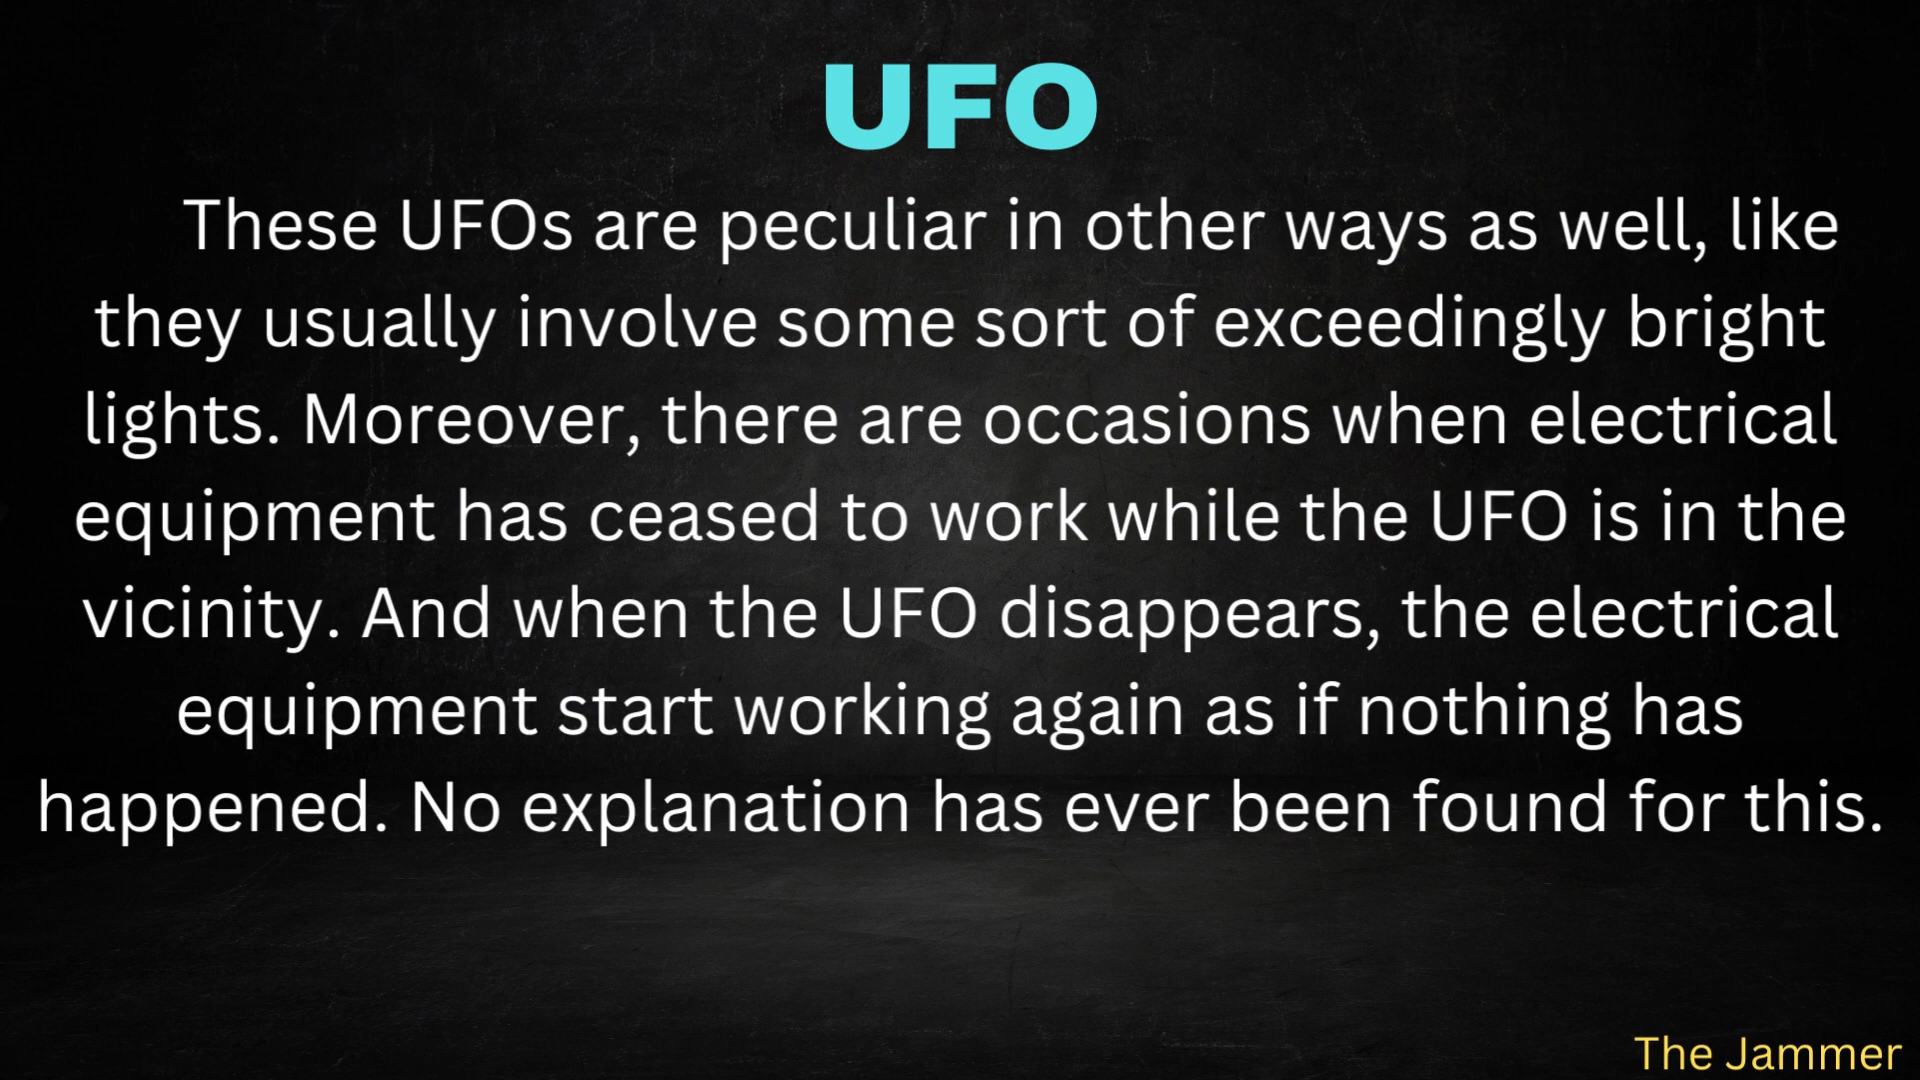 UFO
These UFOs are peculiar in other ways as well, like
they usually involve some sort of exceedingly bright
lights. Moreover, there are occasions when electrical
equipment has ceased to work while the UFO is in the
vicinity. And when the UFO disappears, the electrical
equipment start working again as if nothing has
happened. No explanation has ever been found for this.
The Jammer